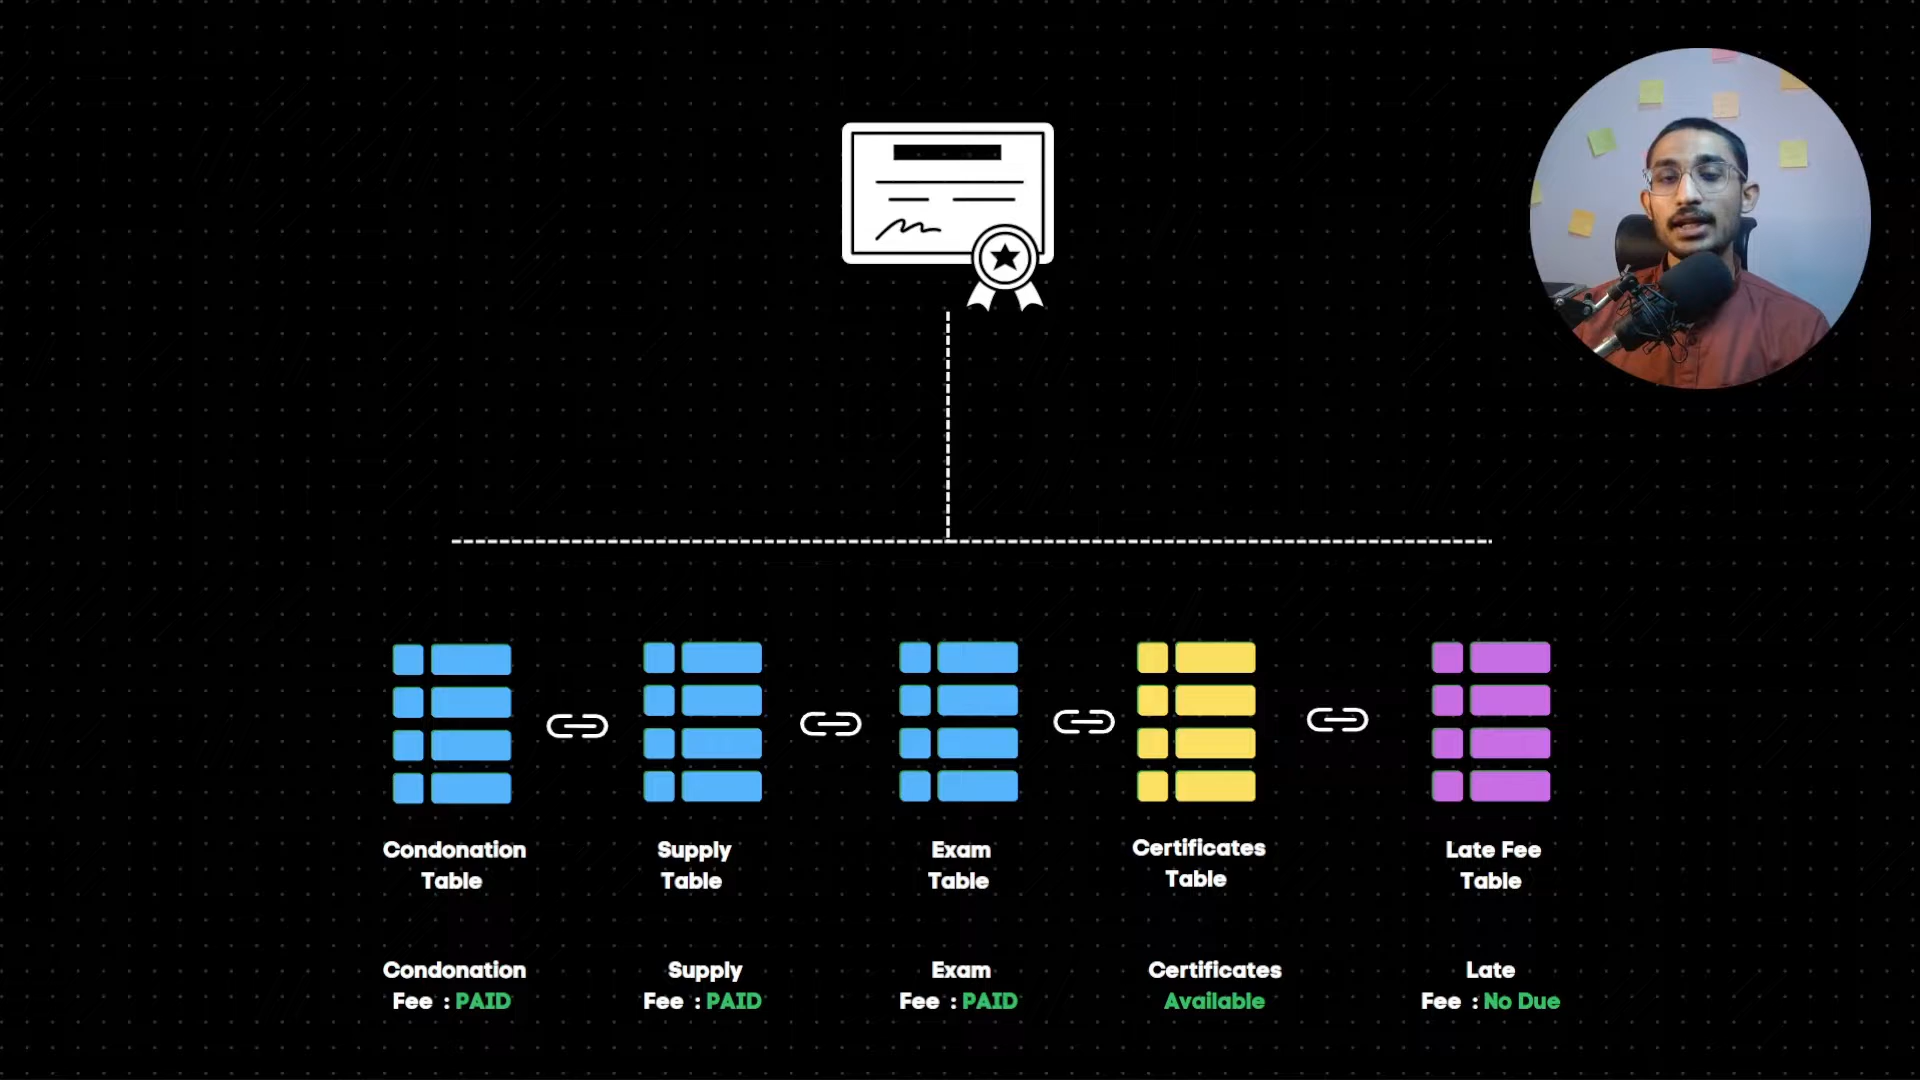 Condonation
Table
Supply
Table
Exam
Table
Certificates
Table
Late Fee
Table
Condonation
Fee : PAID
Supply
Fee : PAID
Exam
Fee : PAID
Certificates
Available
Late
Fee : No Due